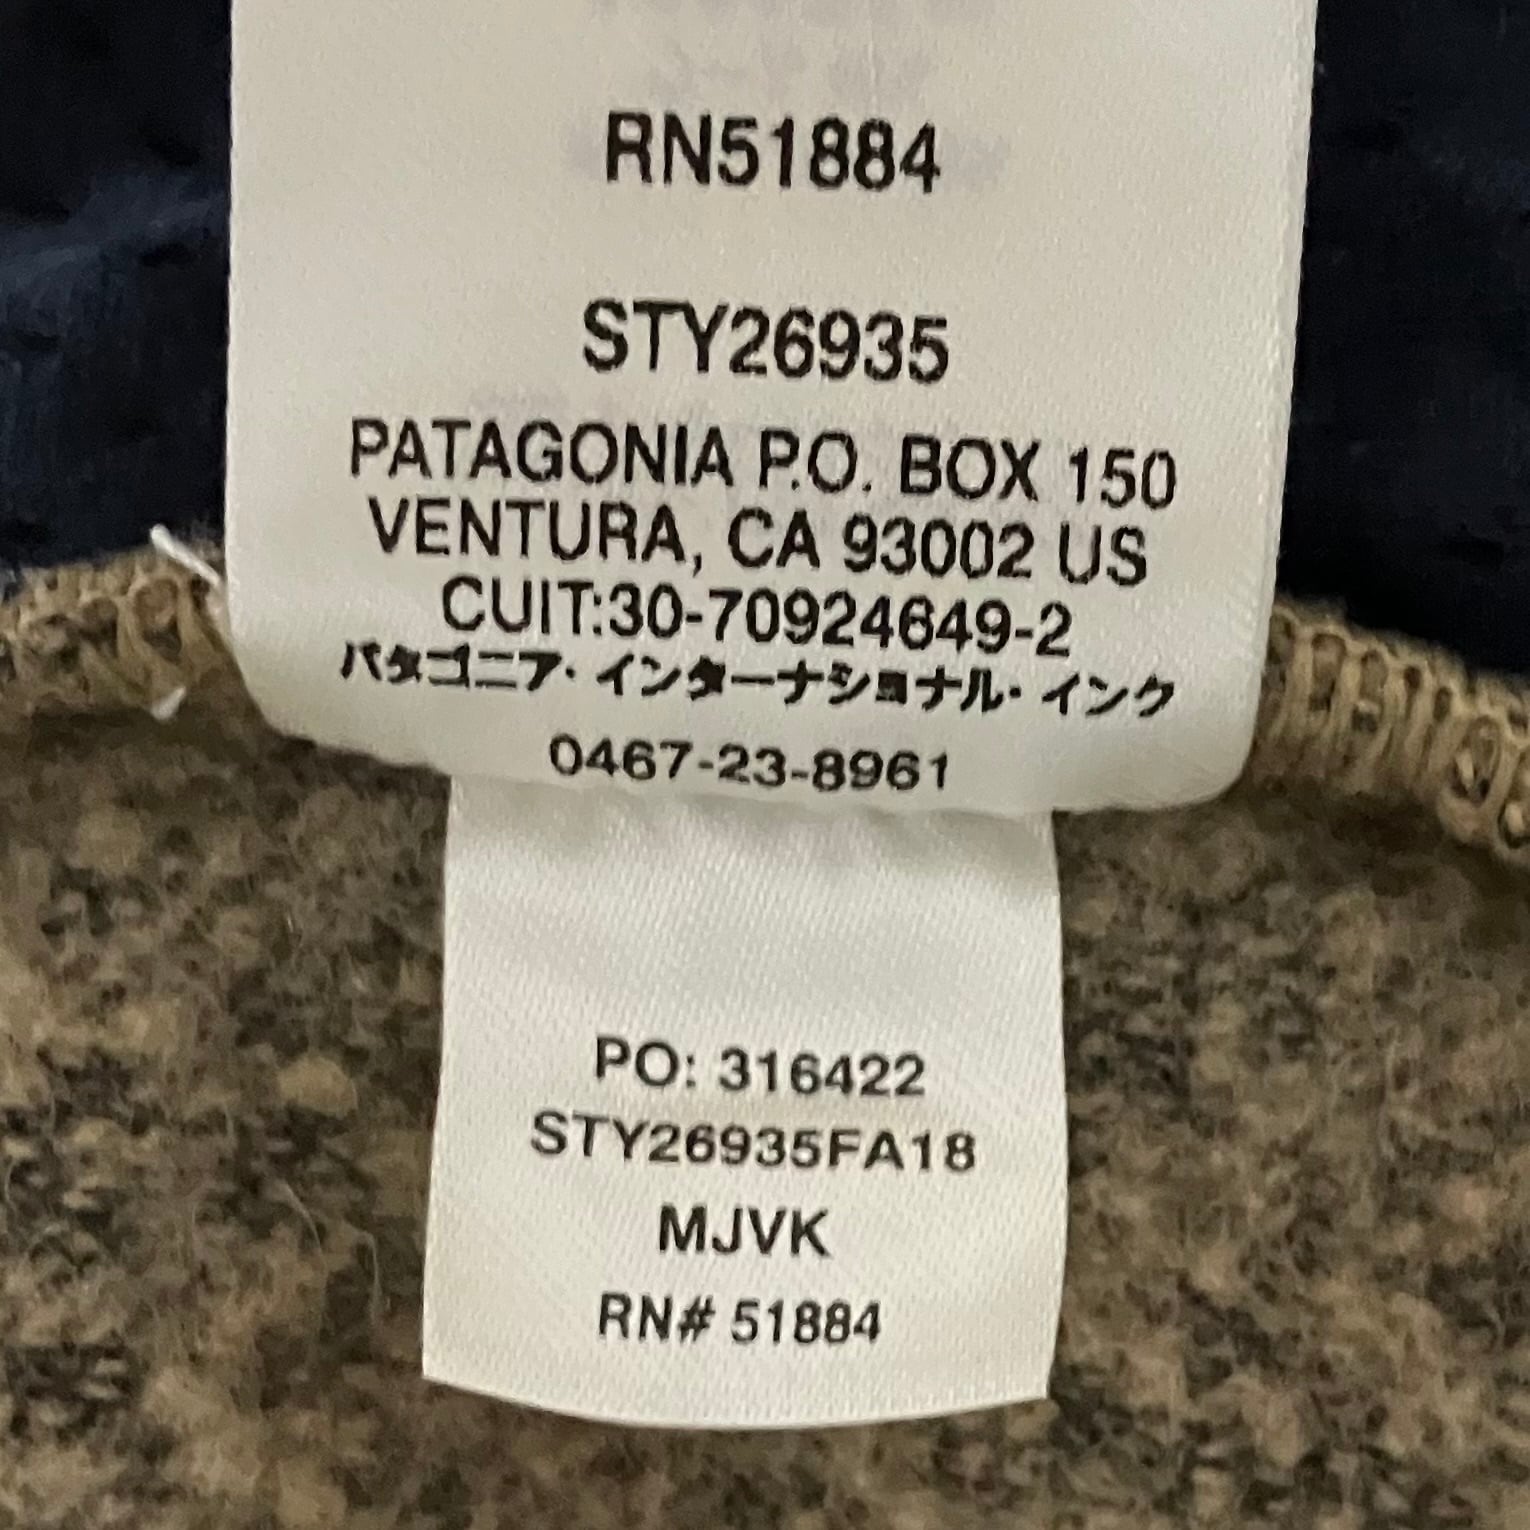 RN51884
STY26935
PATAGONIA P.O. BOX 150
VENTURA, CA 93002 US
CUIT:30-70924649-2
パタゴニア・インターナショナル・インク
0467-23-8961
PO: 316422
STY26935FA18
MJVK
RN# 51884